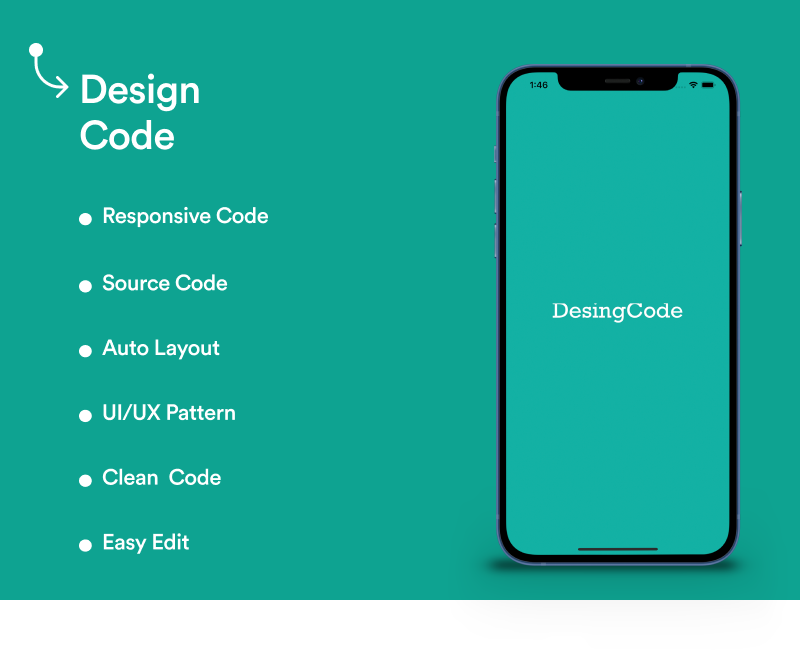 Design
Code
Responsive Code
Source Code
Auto Layout
UI/UX Pattern
Clean  Code
Easy Edit
1:46
DesingCode